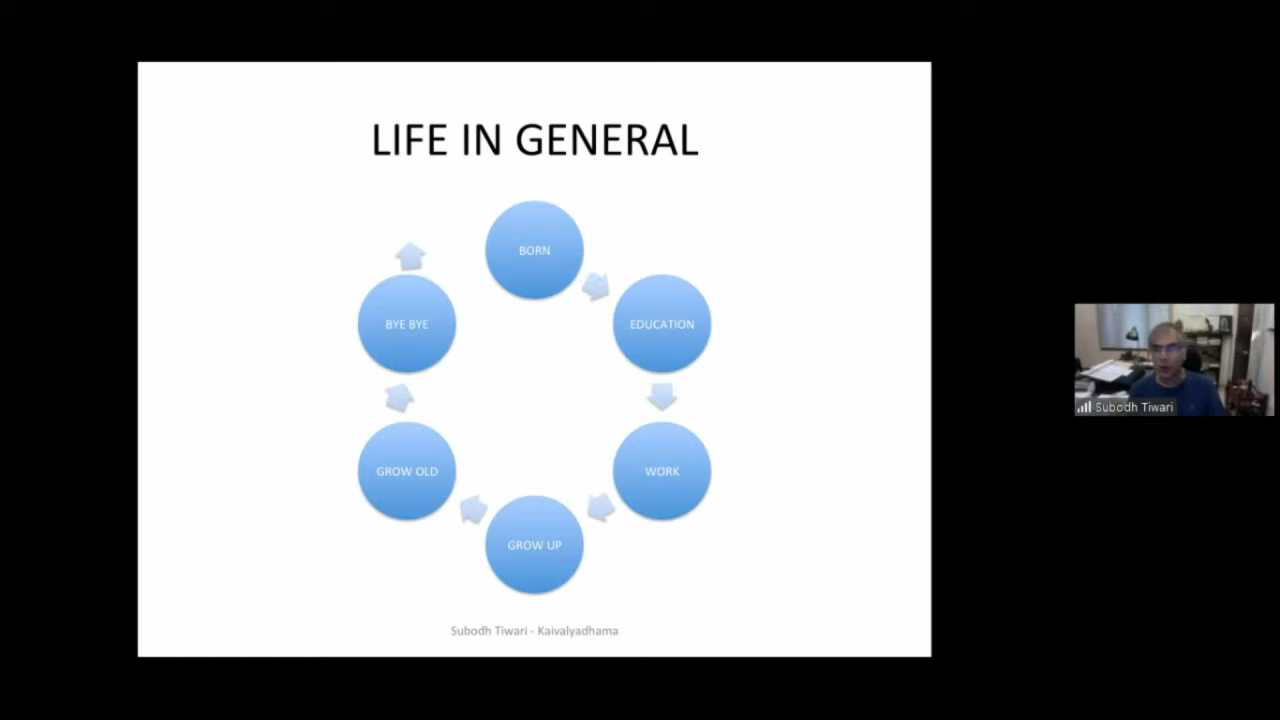 LIFE IN GENERAL
BORN
EDUCATION
WORK
GROW UP
GROW OLD
BYE BYE
Subodh Tiwari - Kaivalyadhama
Subodh Tiwari